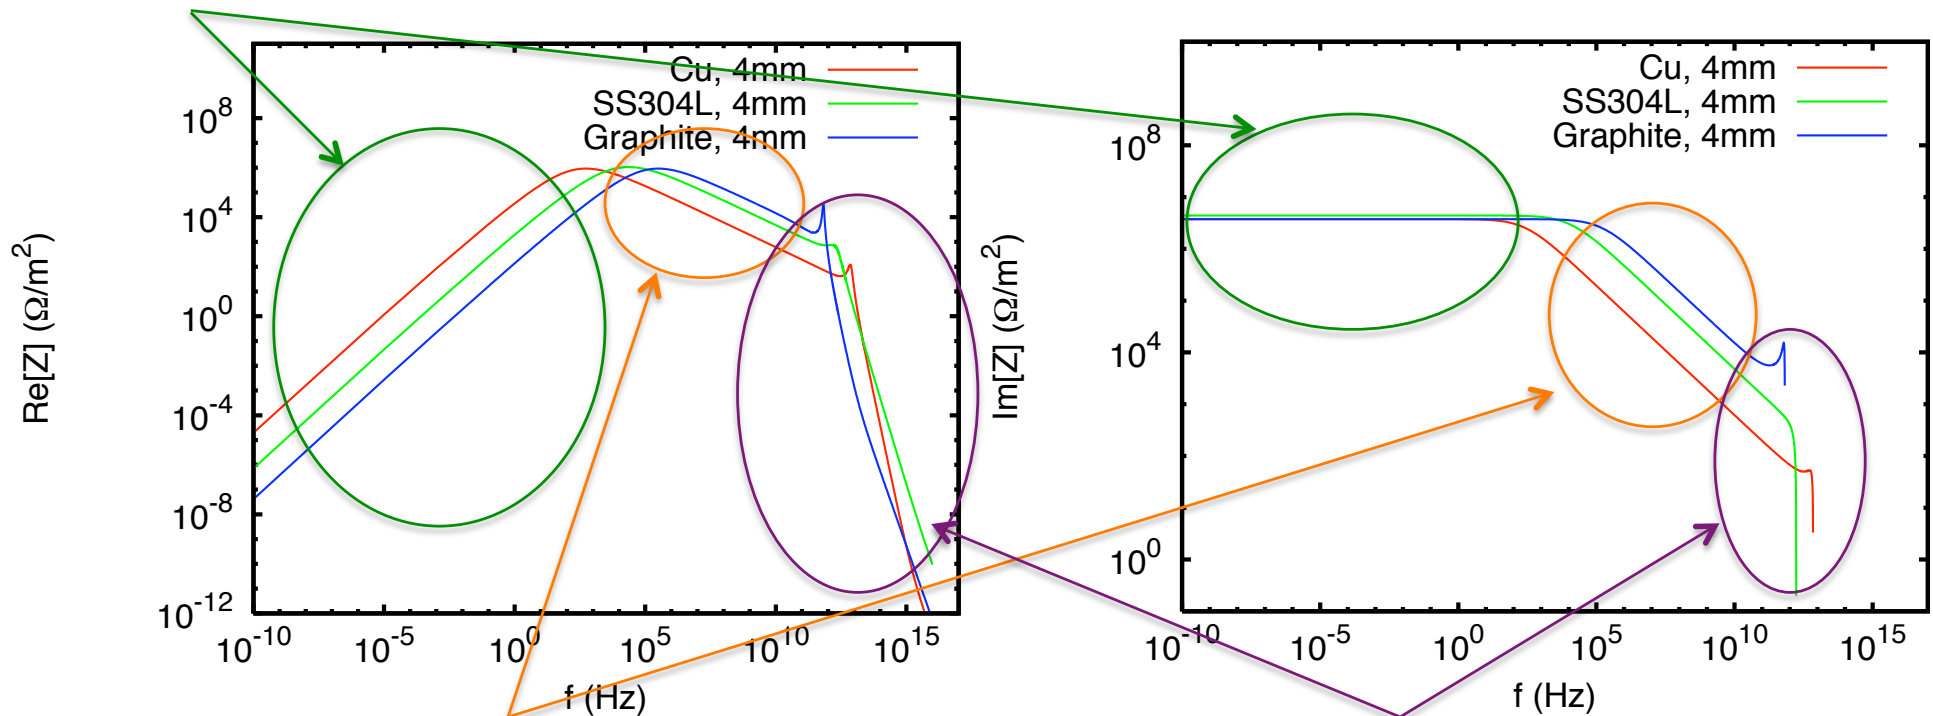 Cu, 4mm
SS304L, 4mm
Graphite, 4mm
10^8
10^4
10^0
10^-4
10^-8
10^-12
Re[Z] (Ω/m^2)
10^-10 10^-5 10^0 10^5 10^10 10^15
f (Hz)
Cu, 4mm
SS304L, 4mm
Graphite, 4mm
10^8
10^4
10^0
Im[Z] (Ω/m^2)
10^-10 10^-5 10^0 10^5 10^10 10^15
f (Hz)